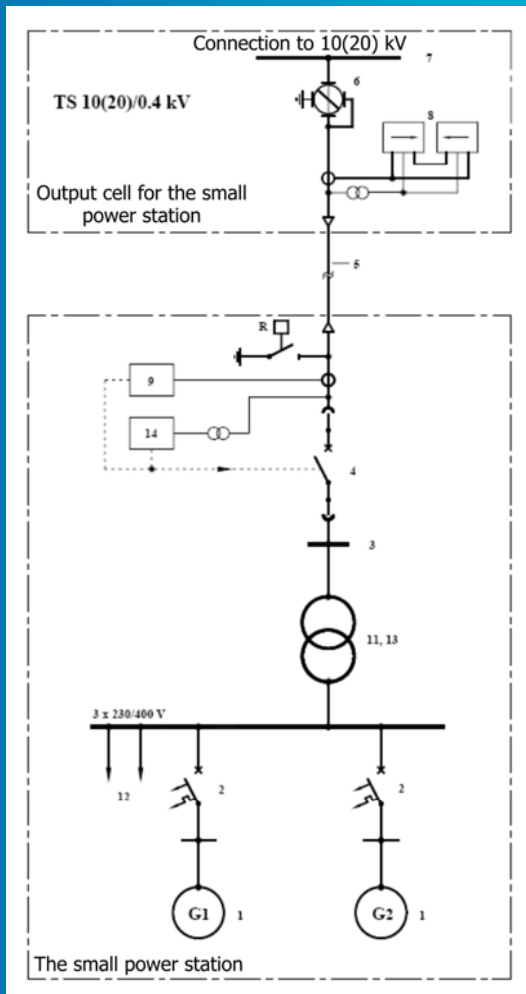 Connection to 10(20) kV
7
6
TS 10(20)/0.4 kV
8
Output cell for the small
power station
5
R
9
14
4
3
11, 13
3 x 230/400 V
12
2
2
G1
1
G2
1
The small power station